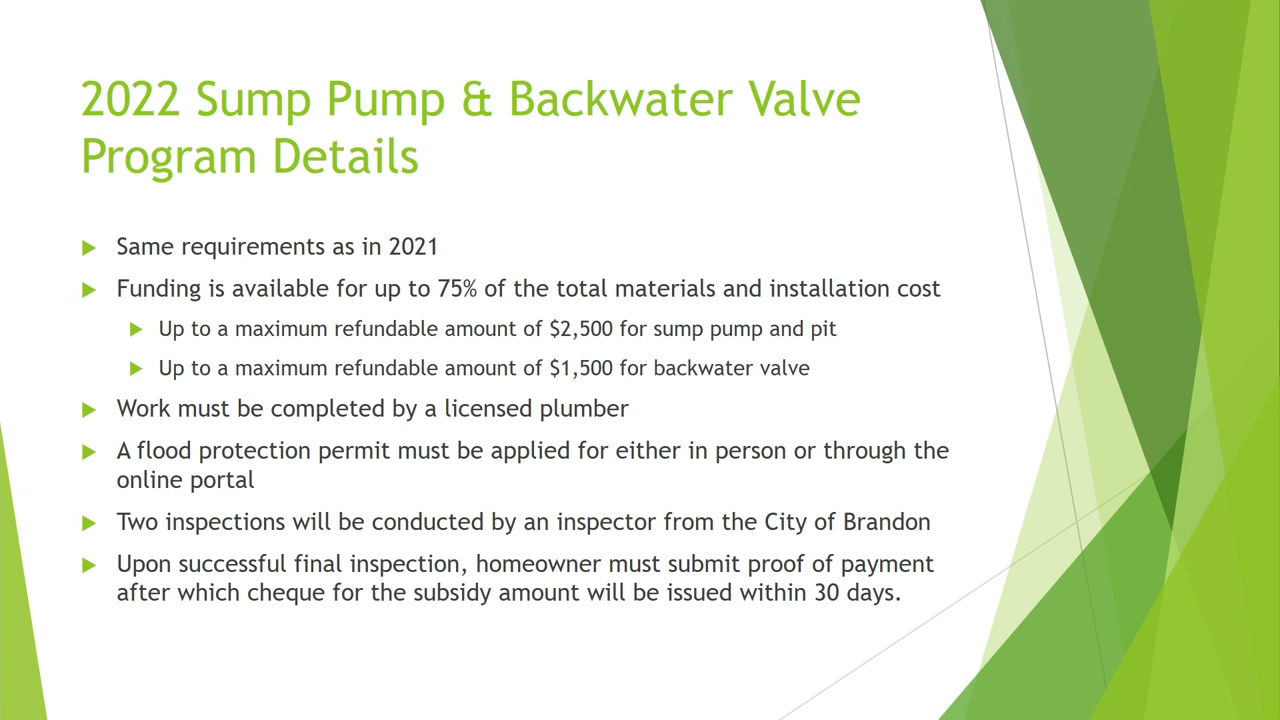 2022 Sump Pump & Backwater Valve
Program Details
Same requirements as in 2021
Funding is available for up to 75% of the total materials and installation cost
Up to a maximum refundable amount of $2,500 for sump pump and pit
Up to a maximum refundable amount of $1,500 for backwater valve
Work must be completed by a licensed plumber
A flood protection permit must be applied for either in person or through the
online portal
Two inspections will be conducted by an inspector from the City of Brandon
Upon successful final inspection, homeowner must submit proof of payment
after which cheque for the subsidy amount will be issued within 30 days.